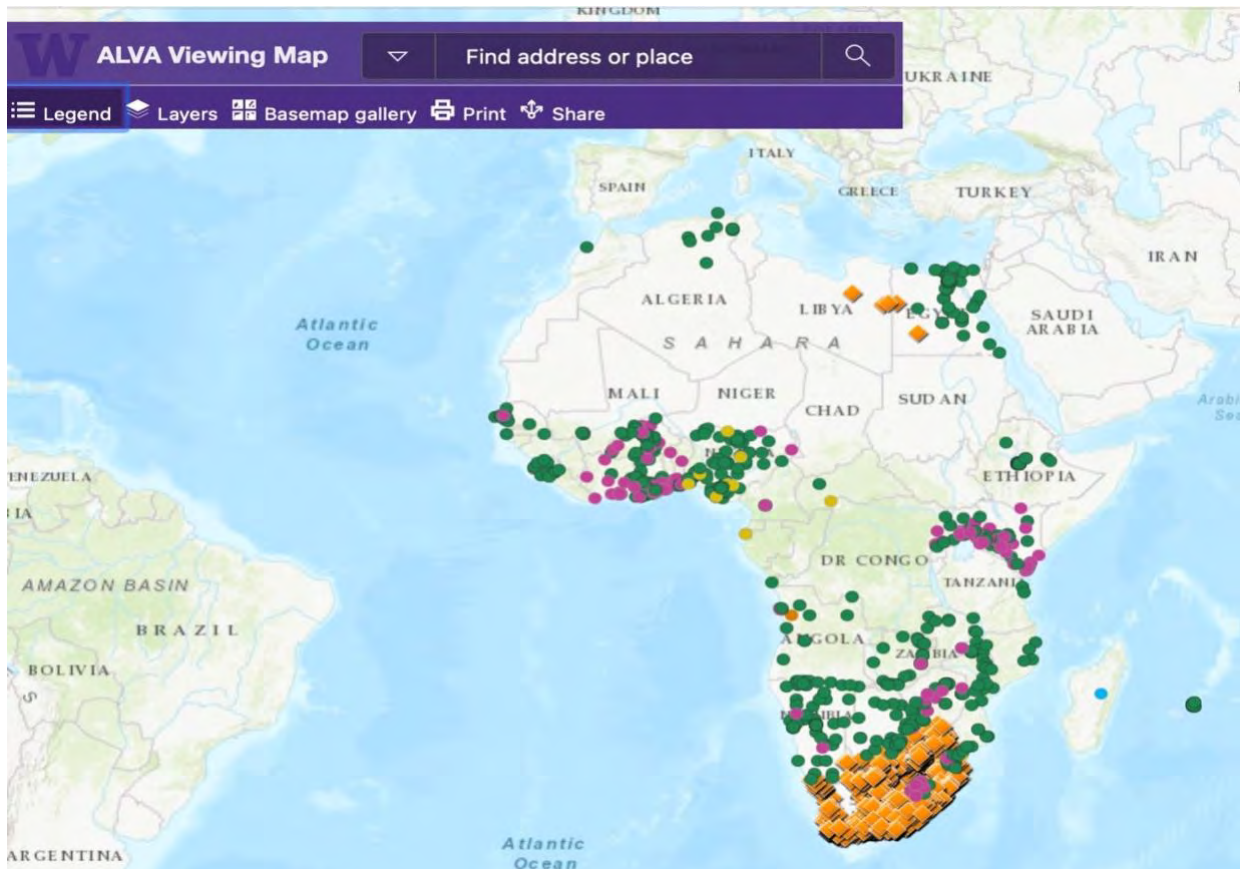 KINGDOM
W
ALVA Viewing Map
Find address or place
Legend
Layers
Basemap gallery
Print
Share
UKRAINE
ITALY
SPAIN
GREECE
TURKEY
IRAN
ALGERIA
LIBYA
SAUDI
ARABIA
Atlantic
Ocean
SAHARA
MALI
NIGER
CHAD
SUDAN
ETHIOPIA
DR CONGO
TANZANIA
AMAZON BASIN
BRAZIL
BOLIVIA
ANGOLA
ZAMBIA
Atlantic
Ocean
ARGENTINA